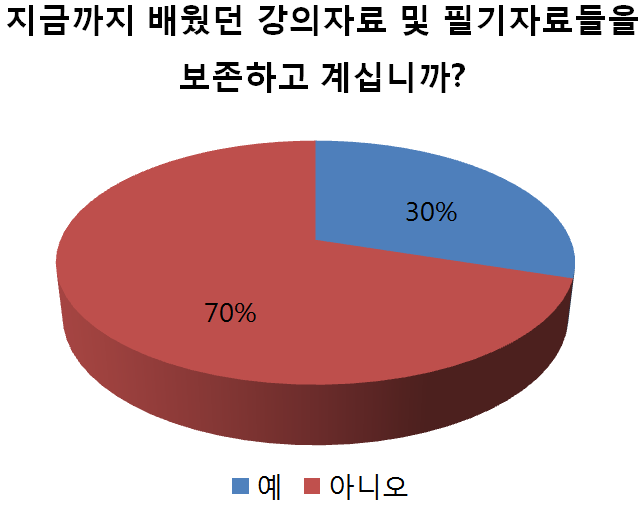 지금까지 배웠던 강의자료 및 필기자료들을
보존하고 계십니까?
30%
70%
예 아니오